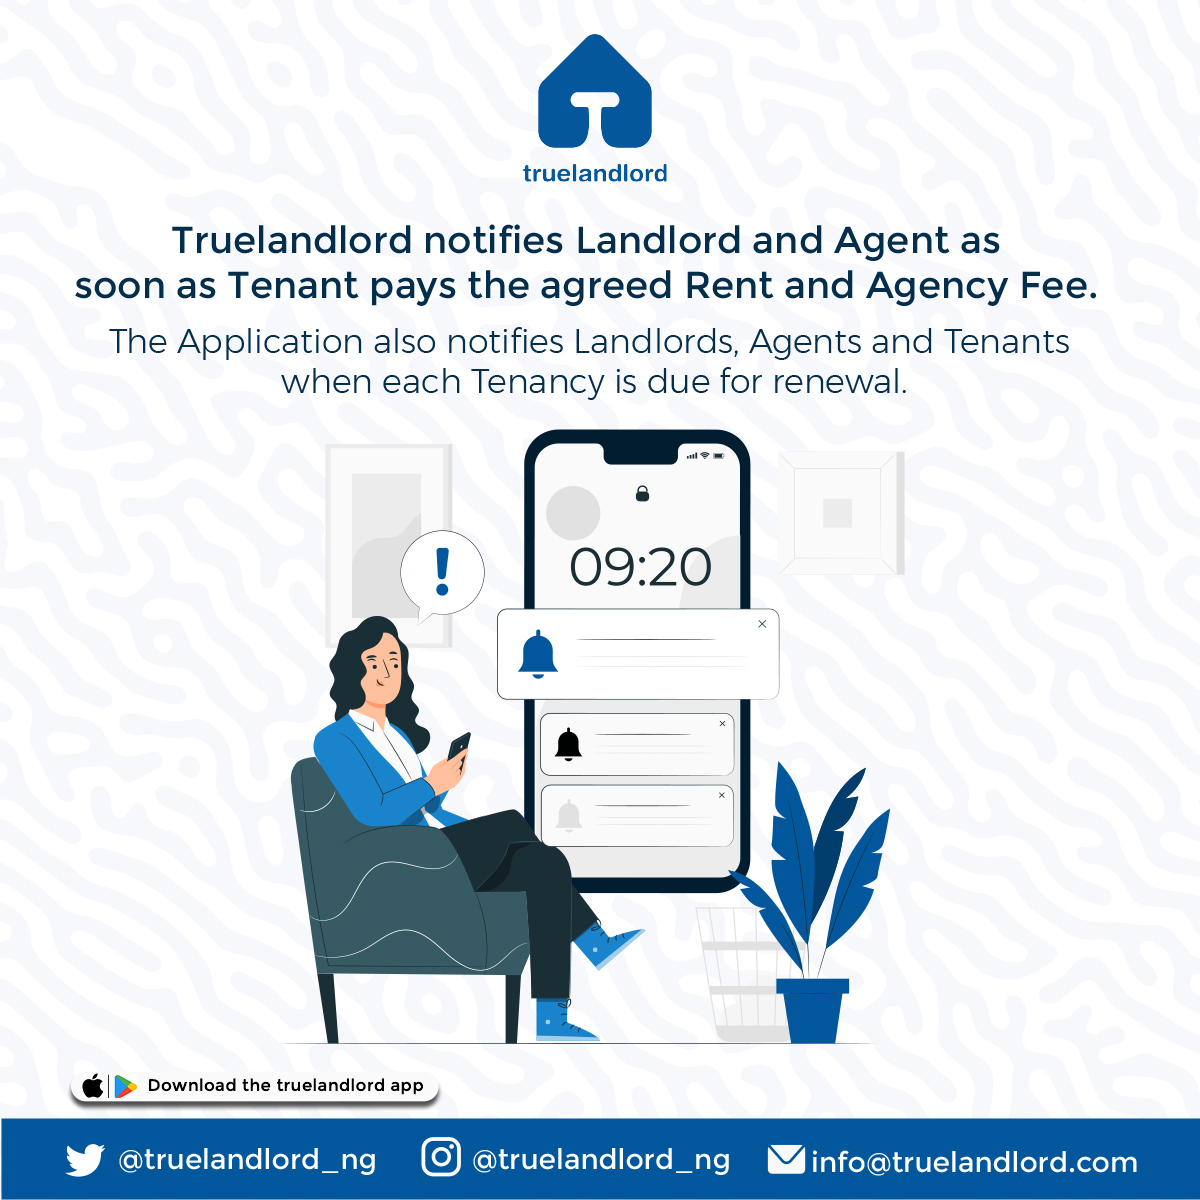 truelandlord
Truelandlord notifies Landlord and Agent as
soon as Tenant pays the agreed Rent and Agency Fee.
The Application also notifies Landlords, Agents and Tenants
when each Tenancy is due for renewal.
!
09:20
Download the truelandlord app
@truelandlord_ng
@truelandlord_ng
info@truelandlord.com